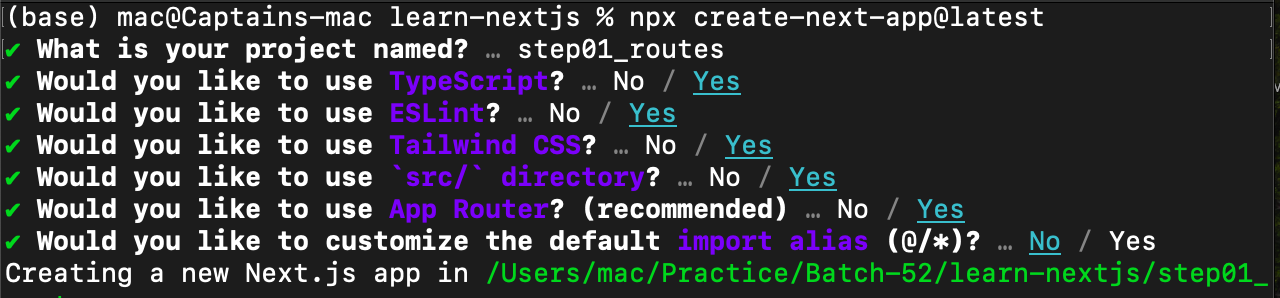 (base) mac@Captains-mac learn-nextjs % npx create-next-app@latest
✔ What is your project named? … step01_routes
✔ Would you like to use TypeScript? … No / Yes
✔ Would you like to use ESLint? … No / Yes
✔ Would you like to use Tailwind CSS? … No / Yes
✔ Would you like to use `src/` directory? … No / Yes
✔ Would you like to use App Router? (recommended) … No / Yes
✔ Would you like to customize the default import alias (@/*)? … No / Yes
Creating a new Next.js app in /Users/mac/Practice/Batch-52/learn-nextjs/step01_